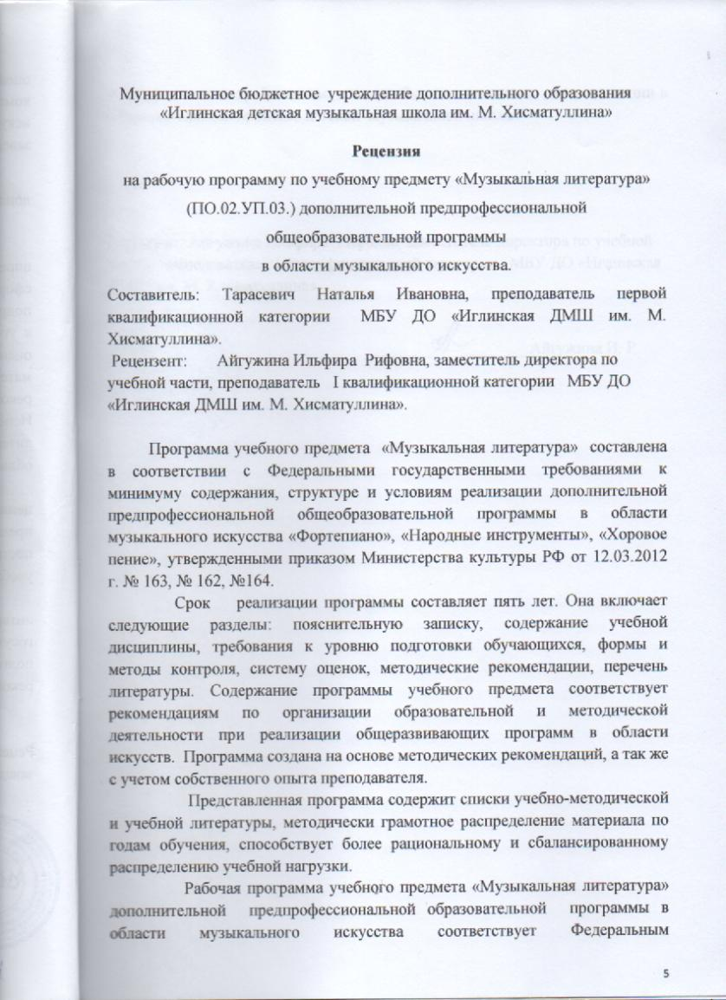 Муниципальное бюджетное учреждение дополнительного образования
«Иглинская детская музыкальная школа им. М. Хисматуллина»
Рецензия
на рабочую программу по учебному предмету «Музыкальная литература»
(ПО.02.УП.03.) дополнительной предпрофессиональной
общеобразовательной программы
в области музыкального искусства.
Составитель: Тарасевич Наталья Ивановна, преподаватель первой
квалификационной категории МБУ ДО «Иглинская ДМШ им. М.
Хисматуллина».
Рецензент: Айгужина Ильфира Рифовна, заместитель директора по
учебной части, преподаватель I квалификационной категории МБУ ДО
«Иглинская ДМШ им. М. Хисматуллина».
Программа учебного предмета «Музыкальная литература» составлена
в соответствии с Федеральными государственными требованиями к
минимуму содержания, структуре и условиям реализации дополнительной
предпрофессиональной общеобразовательной программы в области
музыкального искусства «Фортепиано», «Народные инструменты», «Хоровое
пение», утвержденными приказом Министерства культуры РФ от 12.03.2012
г. № 163, № 162, №164.
Срок реализации программы составляет пять лет. Она включает
следующие разделы: пояснительную записку, содержание учебной
дисциплины, требования к уровню подготовки обучающихся, формы и
методы контроля, систему оценок, методические рекомендации, перечень
литературы. Содержание программы учебного предмета соответствует
рекомендациям по организации образовательной и методической
деятельности при реализации общеразвивающих программ в области
искусств. Программа создана на основе методических рекомендаций, а так же
с учетом собственного опыта преподавателя.
Представленная программа содержит списки учебно-методической
и учебной литературы, методически грамотное распределение материала по
годам обучения, способствует более рациональному и сбалансированному
распределению учебной нагрузки.
Рабочая программа учебного предмета «Музыкальная литература»
дополнительной предпрофессиональной образовательной программы в
области музыкального искусства соответствует Федеральным
5